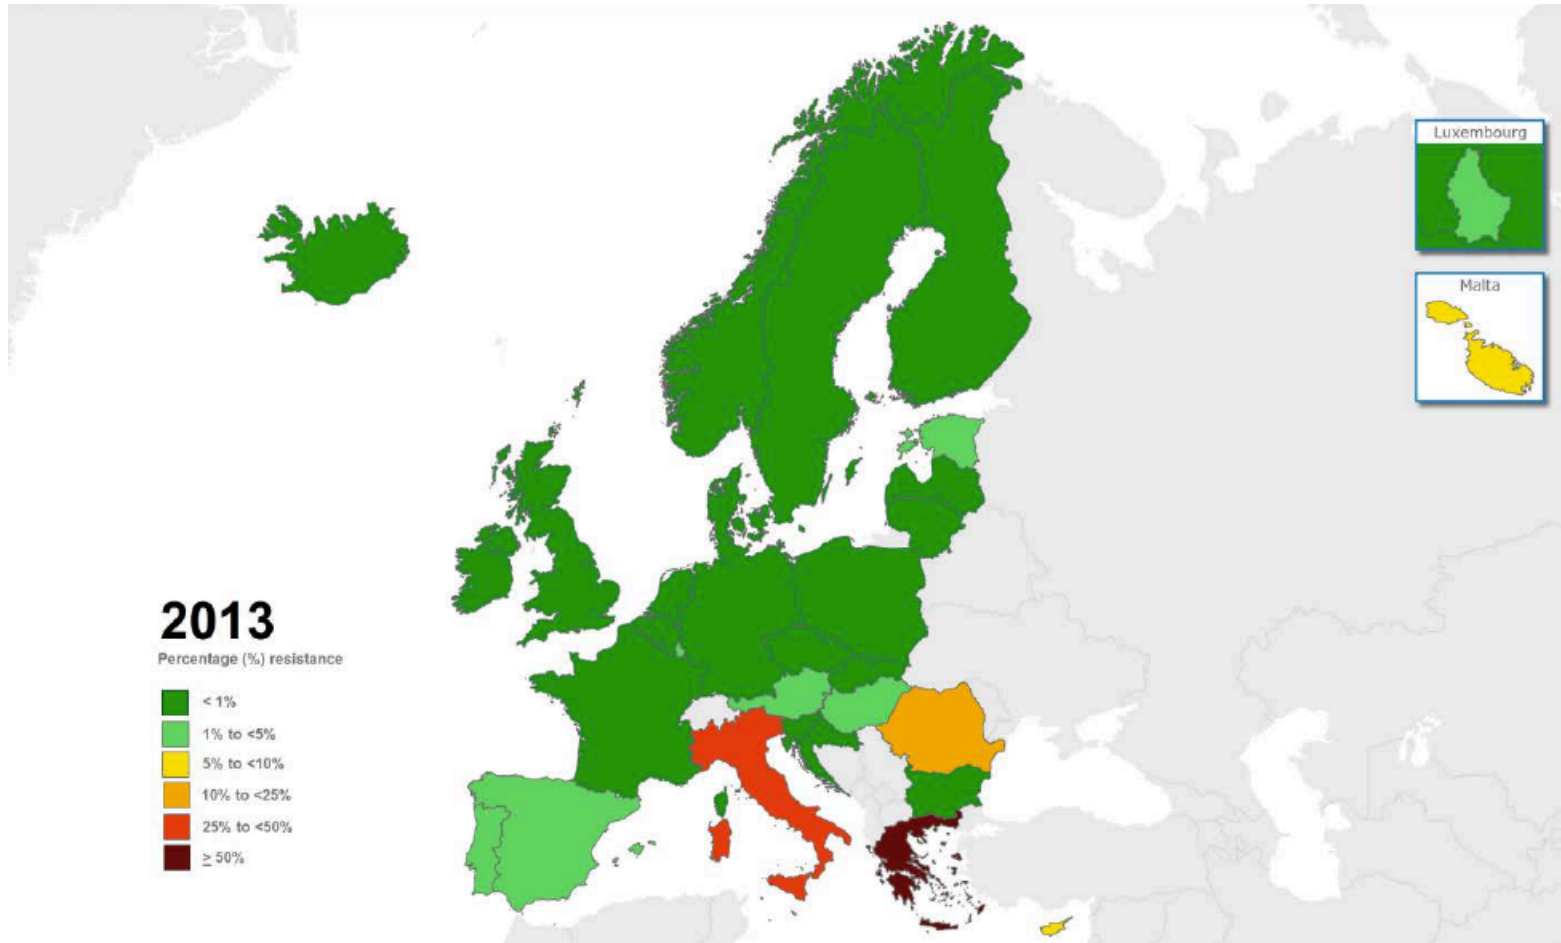 Luxembourg
Malta
2013
Percentage (%) resistance
< 1%
1% to <5%
5% to <10%
10% to <25%
25% to <50%
≥ 50%